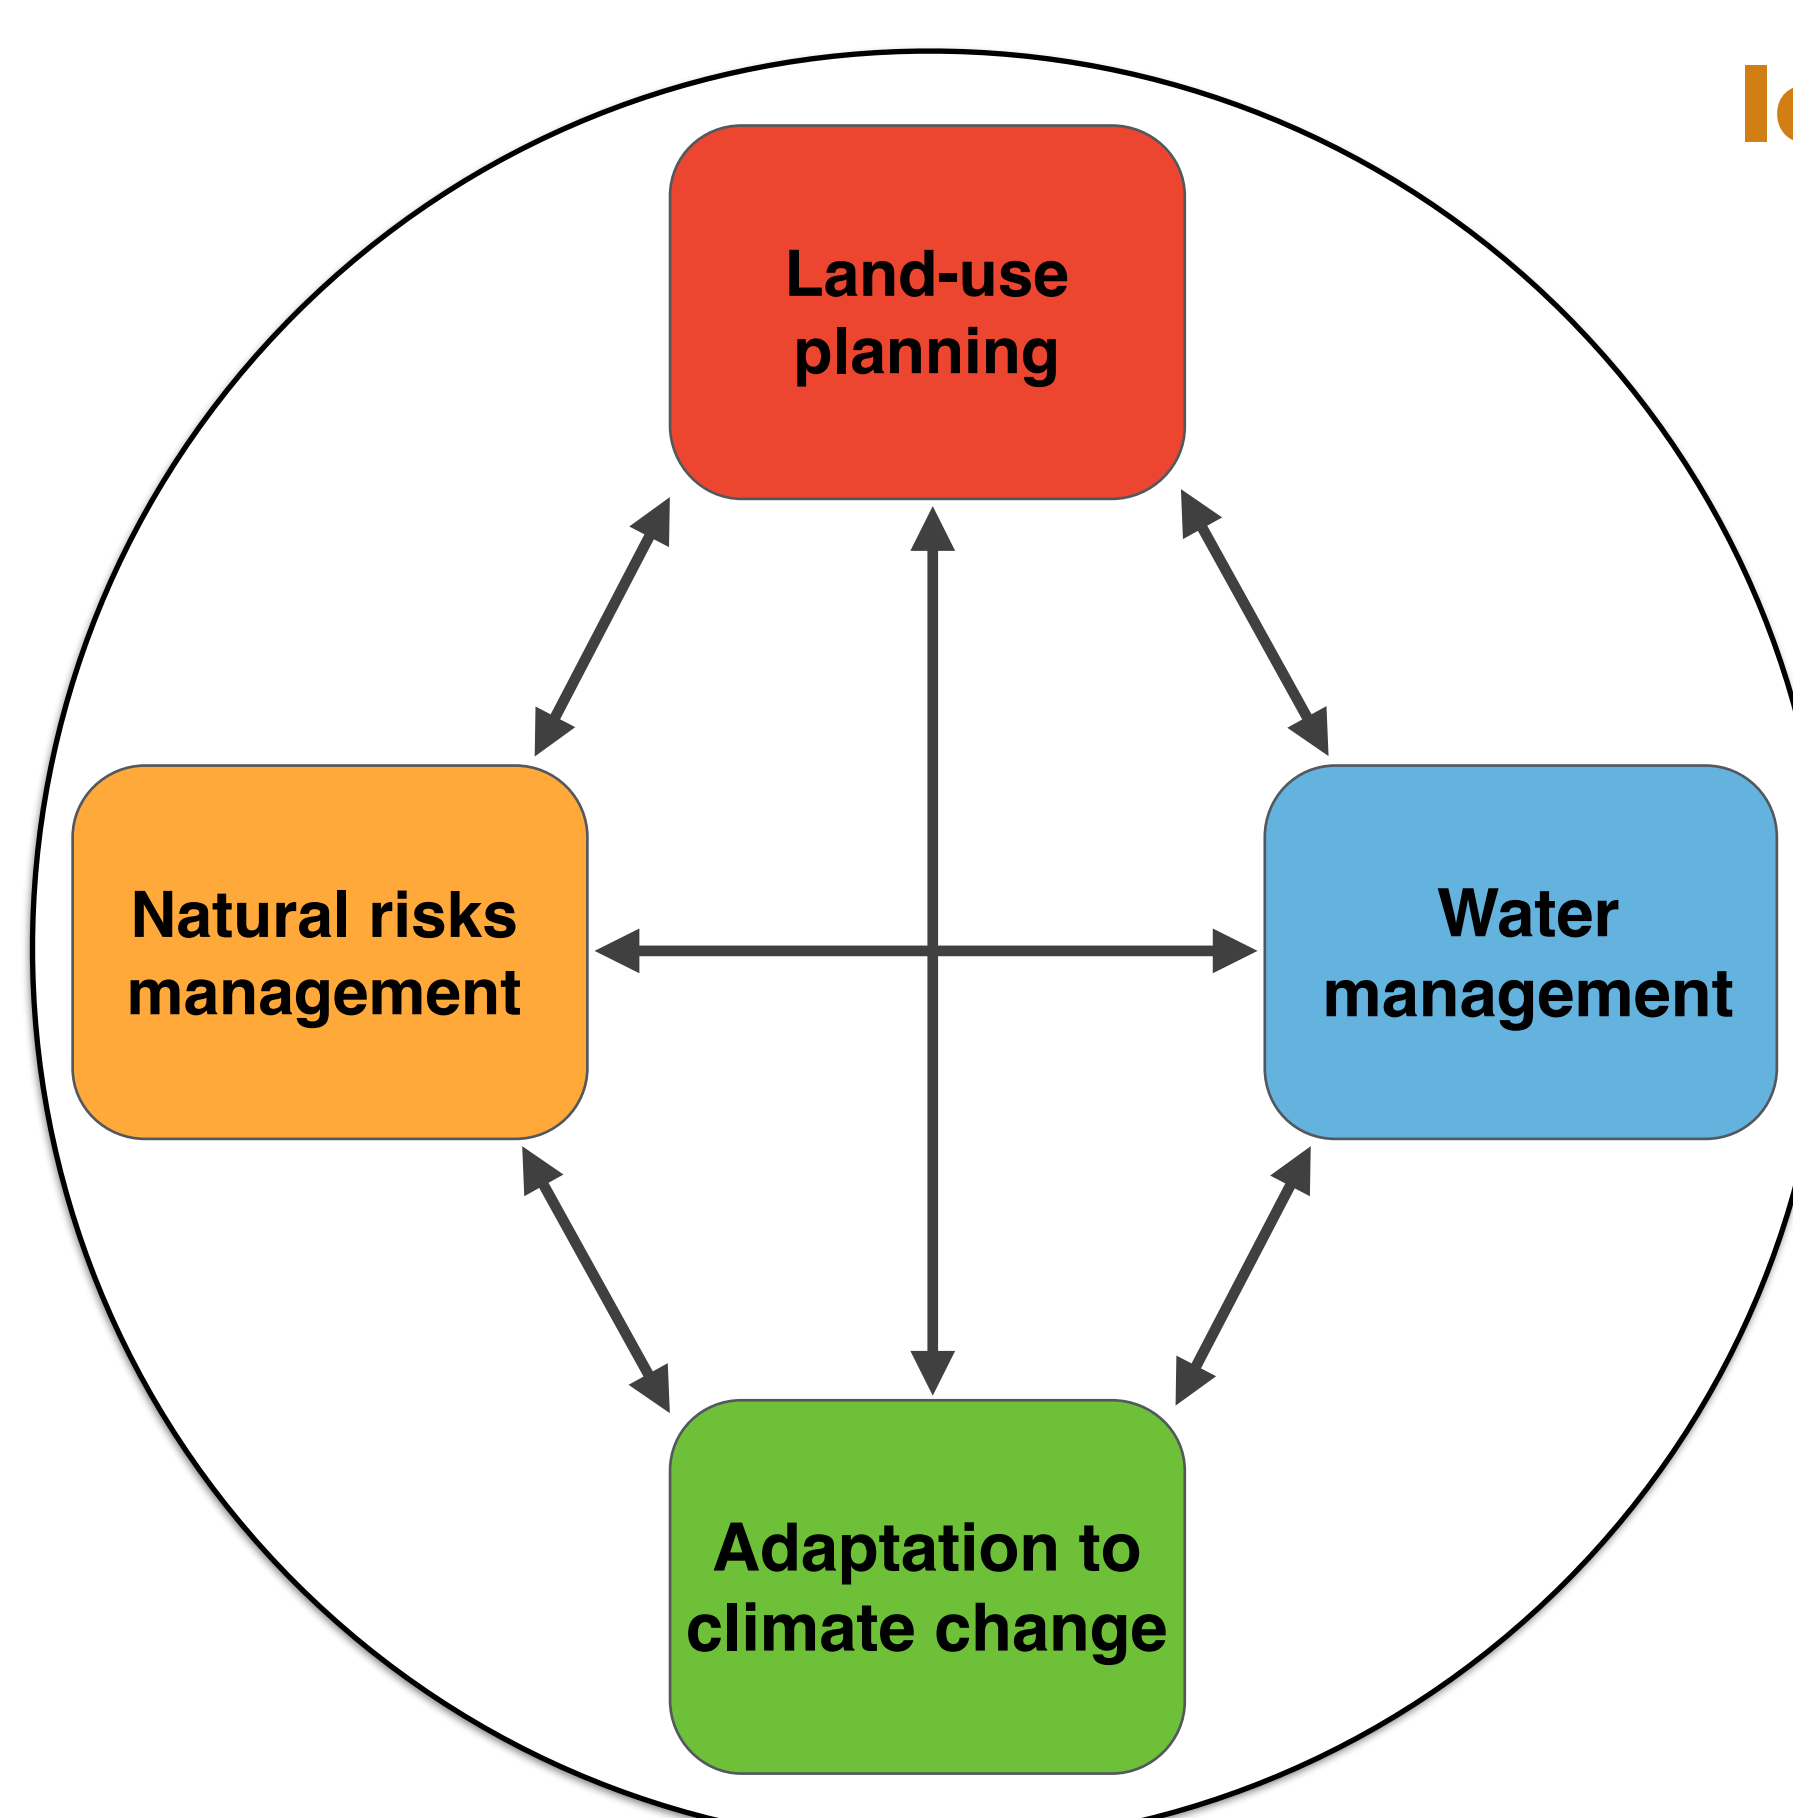 Land-use
planning
Natural risks
management
Water
management
Adaptation to
climate change